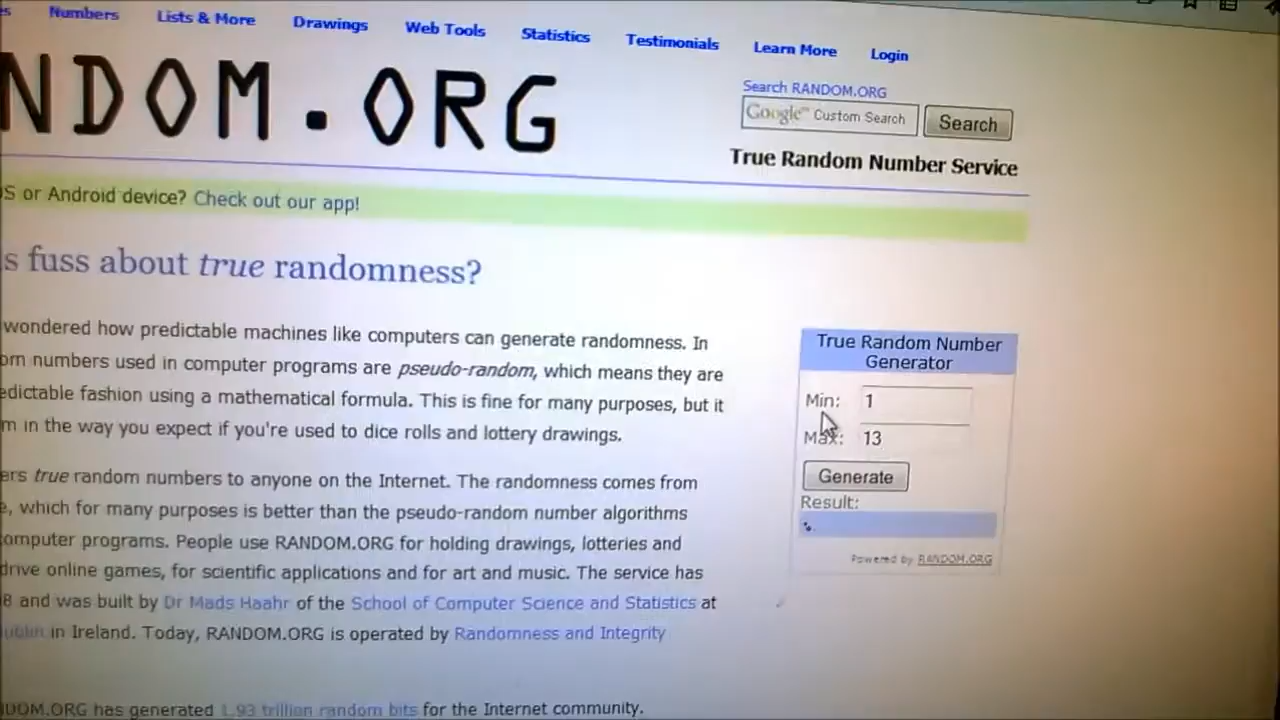 Numbers Lists & More Drawings Web Tools Statistics Testimonials Learn More Login
NDOM.ORG
Search RANDOM.ORG
Google™ Custom Search Search
True Random Number Service
S or Android device? Check out our app!
s fuss about true randomness?
wondered how predictable machines like computers can generate randomness. In
om numbers used in computer programs are pseudo-random, which means they are
edictable fashion using a mathematical formula. This is fine for many purposes, but it
m in the way you expect if you're used to dice rolls and lottery drawings.
ers true random numbers to anyone on the Internet. The randomness comes from
e, which for many purposes is better than the pseudo-random number algorithms
omputer programs. People use RANDOM.ORG for holding drawings, lotteries and
drive online games, for scientific applications and for art and music. The service has
8 and was built by Dr Mads Haahr of the School of Computer Science and Statistics at
Dublin in Ireland. Today, RANDOM.ORG is operated by Randomness and Integrity
NDOM.ORG has generated 1.93 trillion random bits for the Internet community.
True Random Number
Generator
Min: 1
Max: 13
Generate
Result:
Powered by RANDOM.ORG